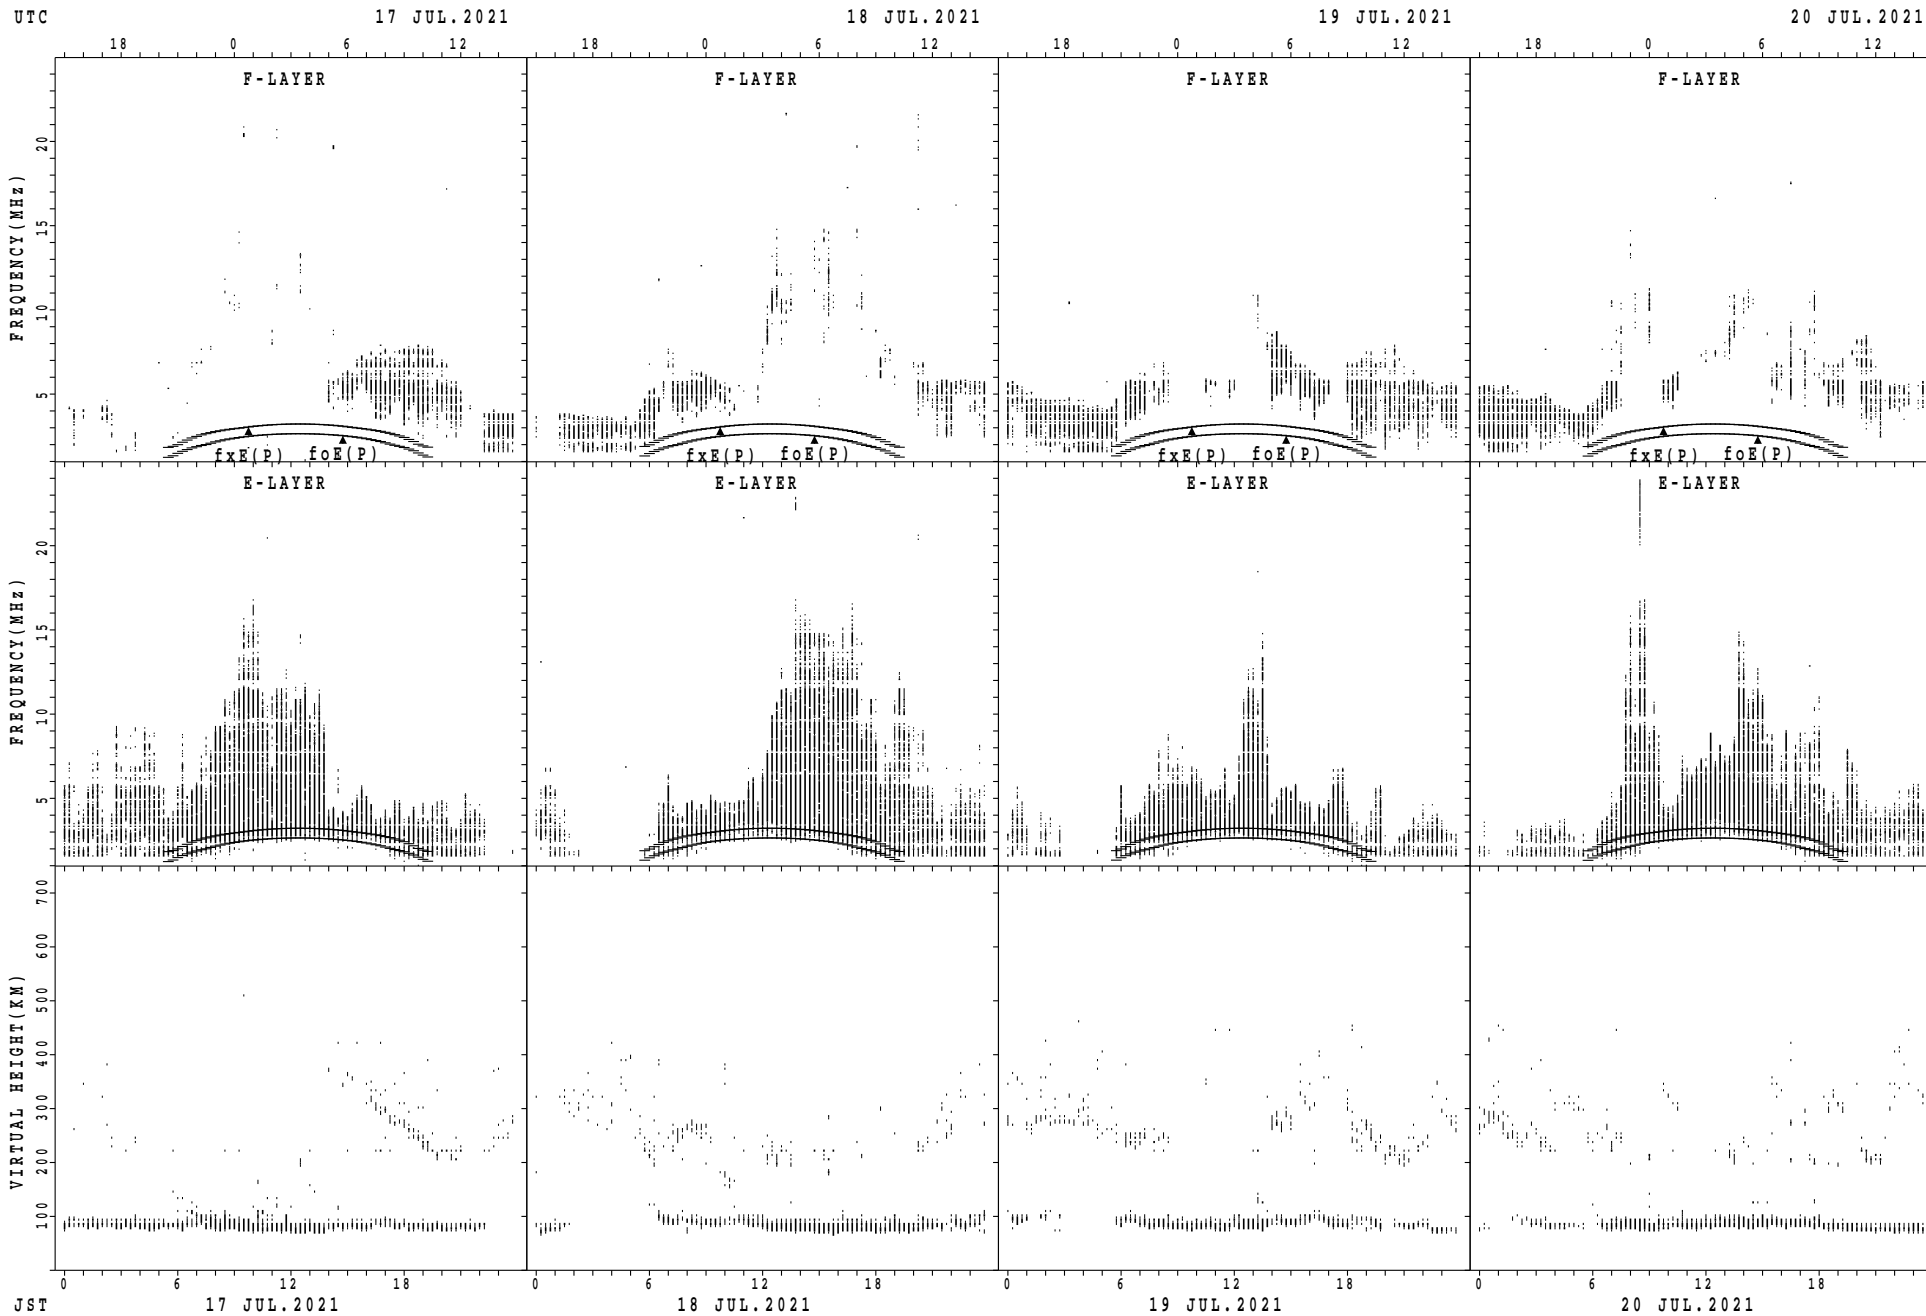 UTC 17 JUL.2021 18 JUL.2021 19 JUL.2021 20 JUL.2021
18 0 6 12 18 0 6 12 18 0 6 12 18 0 6 12
F-LAYER F-LAYER F-LAYER F-LAYER
FREQUENCY(MHz)
20
15
10
5
fxE(P) foE(P) fxE(P) foE(P) fxE(P) foE(P) fxE(P) foE(P)
E-LAYER E-LAYER E-LAYER E-LAYER
FREQUENCY(MHz)
20
15
10
5
VIRTUAL HEIGHT(KM)
700
600
500
400
300
200
100
0 6 12 18 0 6 12 18 0 6 12 18 0 6 12 18
JST 17 JUL.2021 18 JUL.2021 19 JUL.2021 20 JUL.2021